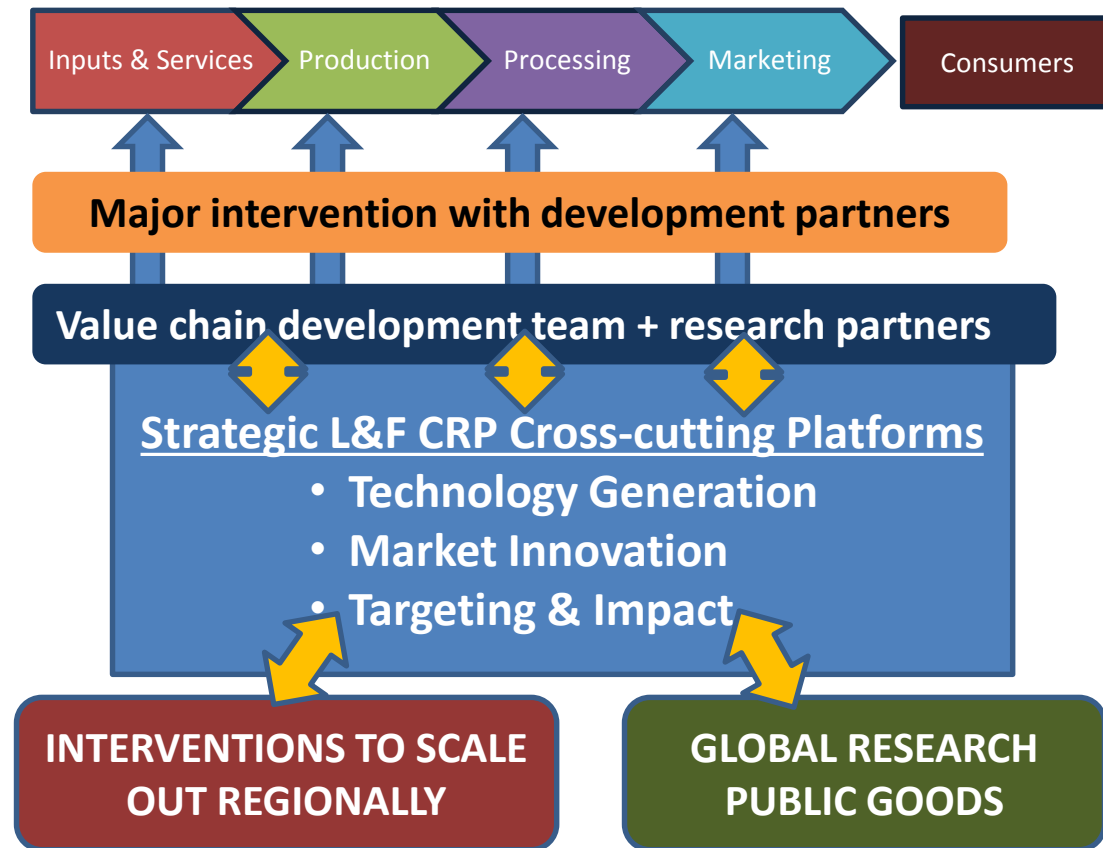 Inputs & Services
Production
Processing
Marketing
Consumers
Major intervention with development partners
Value chain development team + research partners
Strategic L&F CRP Cross-cutting Platforms
• Technology Generation
• Market Innovation
• Targeting & Impact
INTERVENTIONS TO SCALE
OUT REGIONALLY
GLOBAL RESEARCH
PUBLIC GOODS